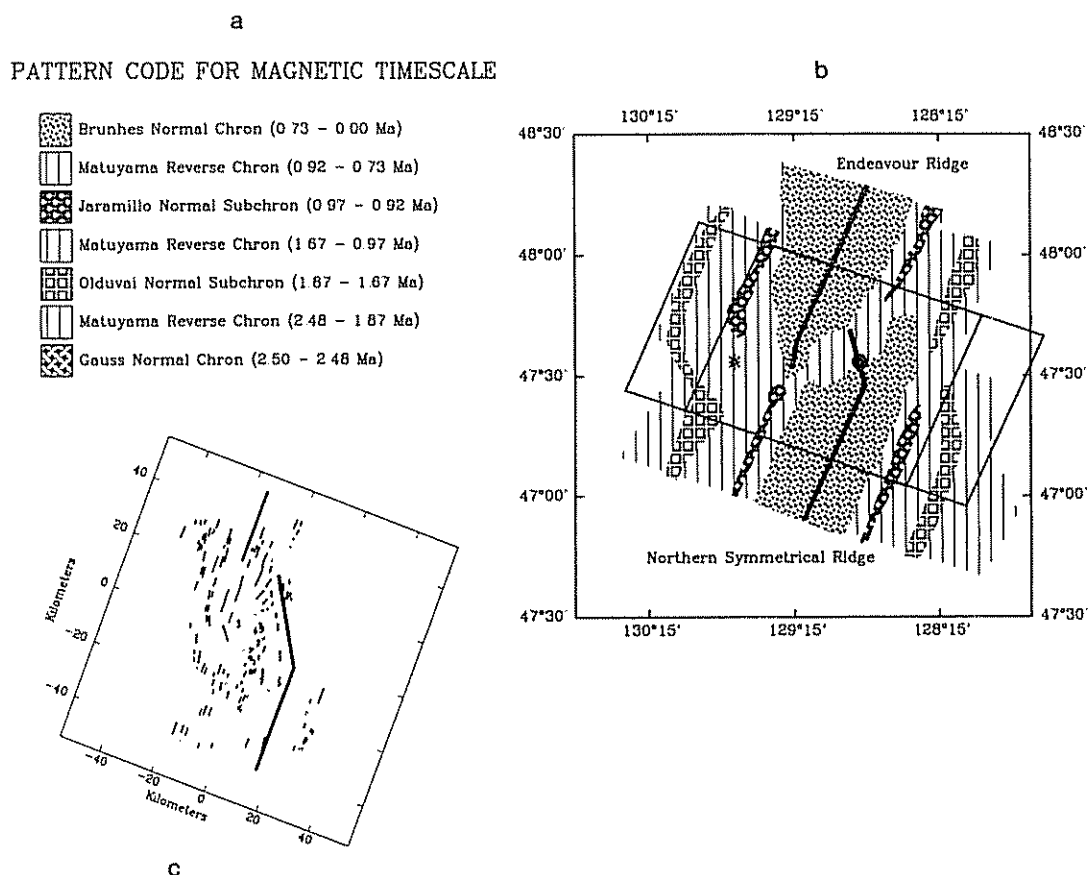 a
PATTERN CODE FOR MAGNETIC TIMESCALE
Brunhes Normal Chron (0 73 - 0 00 Ma)
Matuyama Reverse Chron (0 92 - 0 73 Ma)
Jaramillo Normal Subchron (0 97 - 0 92 Ma)
Matuyama Reverse Chron (1 67 - 0 97 Ma)
Olduvai Normal Subchron (1 87 - 1 67 Ma)
Matuyama Reverse Chron (2 48 - 1 87 Ma)
Gauss Normal Chron (2.50 - 2 48 Ma)
b
130°15' 129°15' 128°15'
48°30' 48°30'
Endeavour Ridge
48°00' 48°00'
47°30' 47°30'
47°00' 47°00'
Northern Symmetrical Ridge
47°30' 47°30'
130°15' 129°15' 128°15'
40
20
0
-20
-40
Kilometers
-40 -20 0 20 40
Kilometers
c